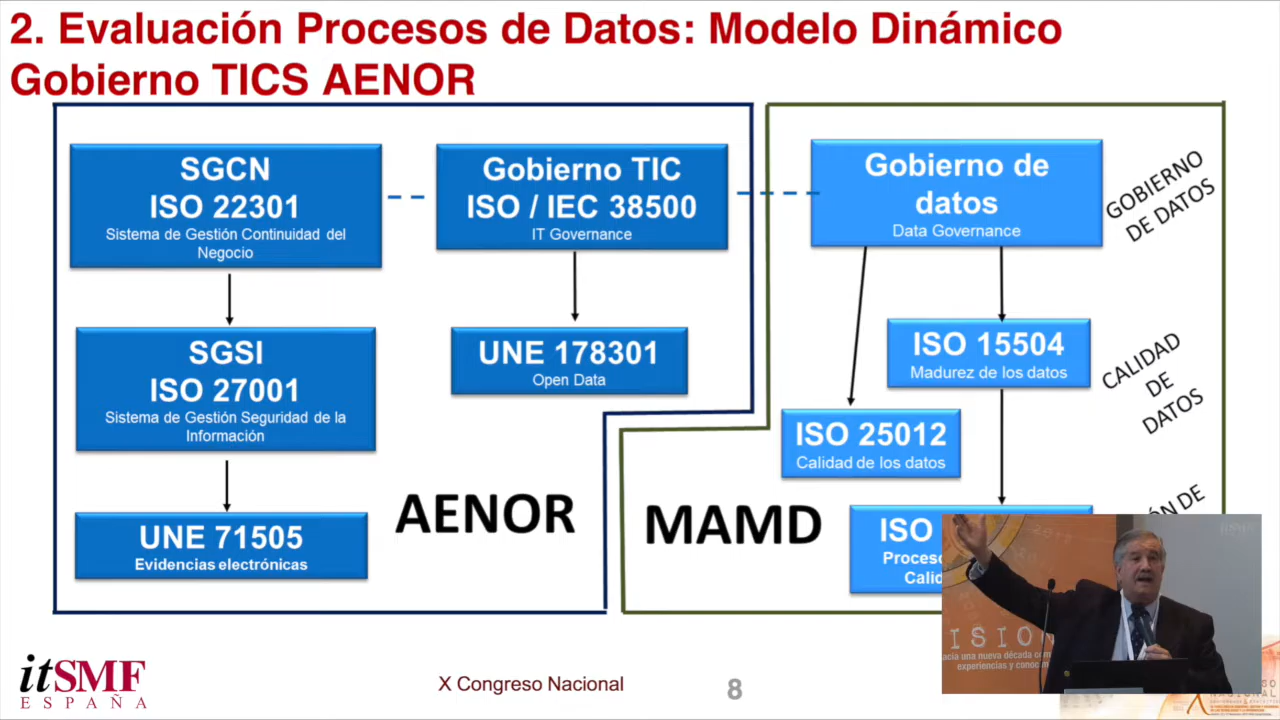 2. Evaluación Procesos de Datos: Modelo Dinámico
Gobierno TICS AENOR
SGCN
ISO 22301
Sistema de Gestión Continuidad del
Negocio
Gobierno TIC
ISO / IEC 38500
IT Governance
Gobierno de
datos
Data Governance
GOBIERNO
DE DATOS
SGSI
ISO 27001
Sistema de Gestión Seguridad de la
Información
UNE 178301
Open Data
ISO 15504
Madurez de los datos
CALIDAD
DE
DATOS
ISO 25012
Calidad de los datos
AENOR
MAMD
UNE 71505
Evidencias electrónicas
ISO
DE
itSMF
ESPAÑA
X Congreso Nacional
8